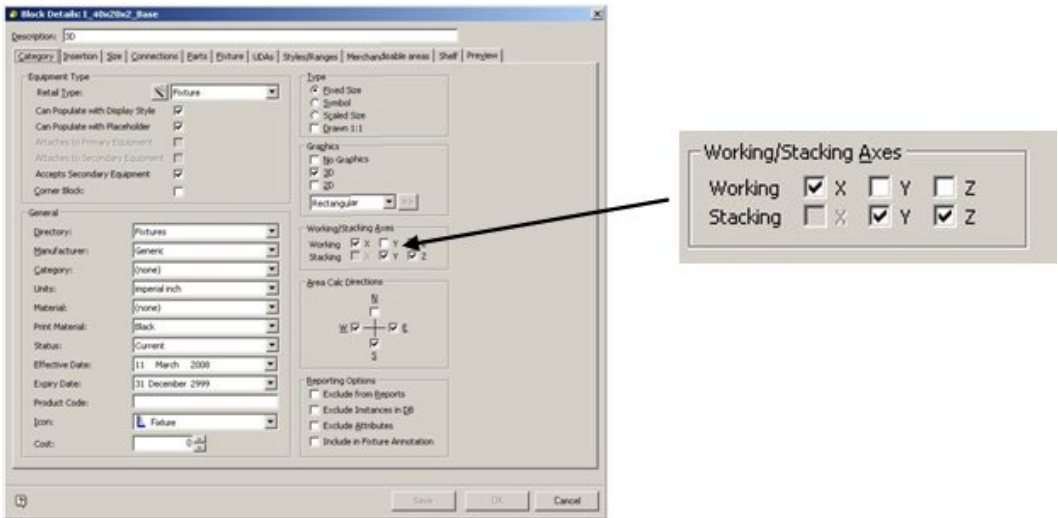 Block Details: 1_40x20x2_Base
Description: 3D
Category Insertion Size Connections Parts Fixture UDAs Styles/Ranges Merchandisable areas Shelf Preview
Equipment Type
Retail Type: Fixture
Can Populate with Display Style
Can Populate with Placeholder
Attaches to Primary Equipment
Attaches to Secondary Equipment
Accepts Secondary Equipment
Corner Block:
General
Directory: Fixtures
Manufacturer: Generic
Category: (none)
Units: Imperial inch
Material: (none)
Print Material: Black
Status: Current
Effective Date: 11 March 2008
Expiry Date: 31 December 2999
Product Code:
Icon: Fixture
Cost: 0
Type
Fixed Size
Symbol
Scaled Size
Drawn 1:1
Graphics
No Graphics
3D
2D
Rectangular >>
Working/Stacking Axes
Working X Y
Stacking X Y Z
Area Calc Directions
N
W E
S
Reporting Options
Exclude from Reports
Exclude Instances in DB
Exclude Attributes
Include in Fixture Annotation
Save OK Cancel
Working/Stacking Axes
Working X Y Z
Stacking X Y Z